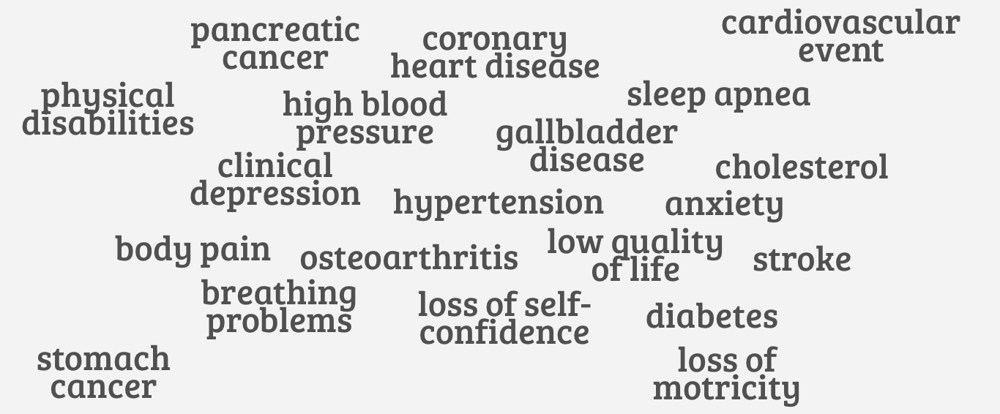 pancreatic
cancer
coronary
heart disease
cardiovascular
event
physical
disabilities
high blood
pressure
sleep apnea
gallbladder
disease
clinical
depression
cholesterol
hypertension
anxiety
body pain
osteoarthritis
low quality
of life
stroke
breathing
problems
loss of self-
confidence
diabetes
stomach
cancer
loss of
motricity